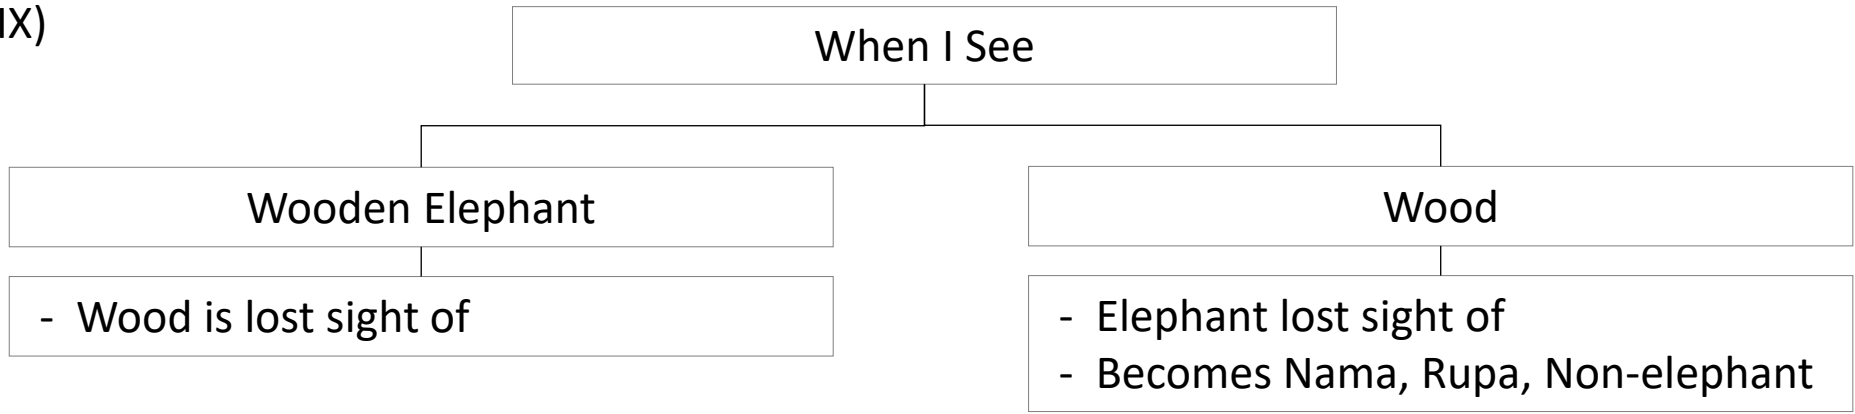 IX)
When I See
Wooden Elephant
- Wood is lost sight of
Wood
- Elephant lost sight of
- Becomes Nama, Rupa, Non-elephant